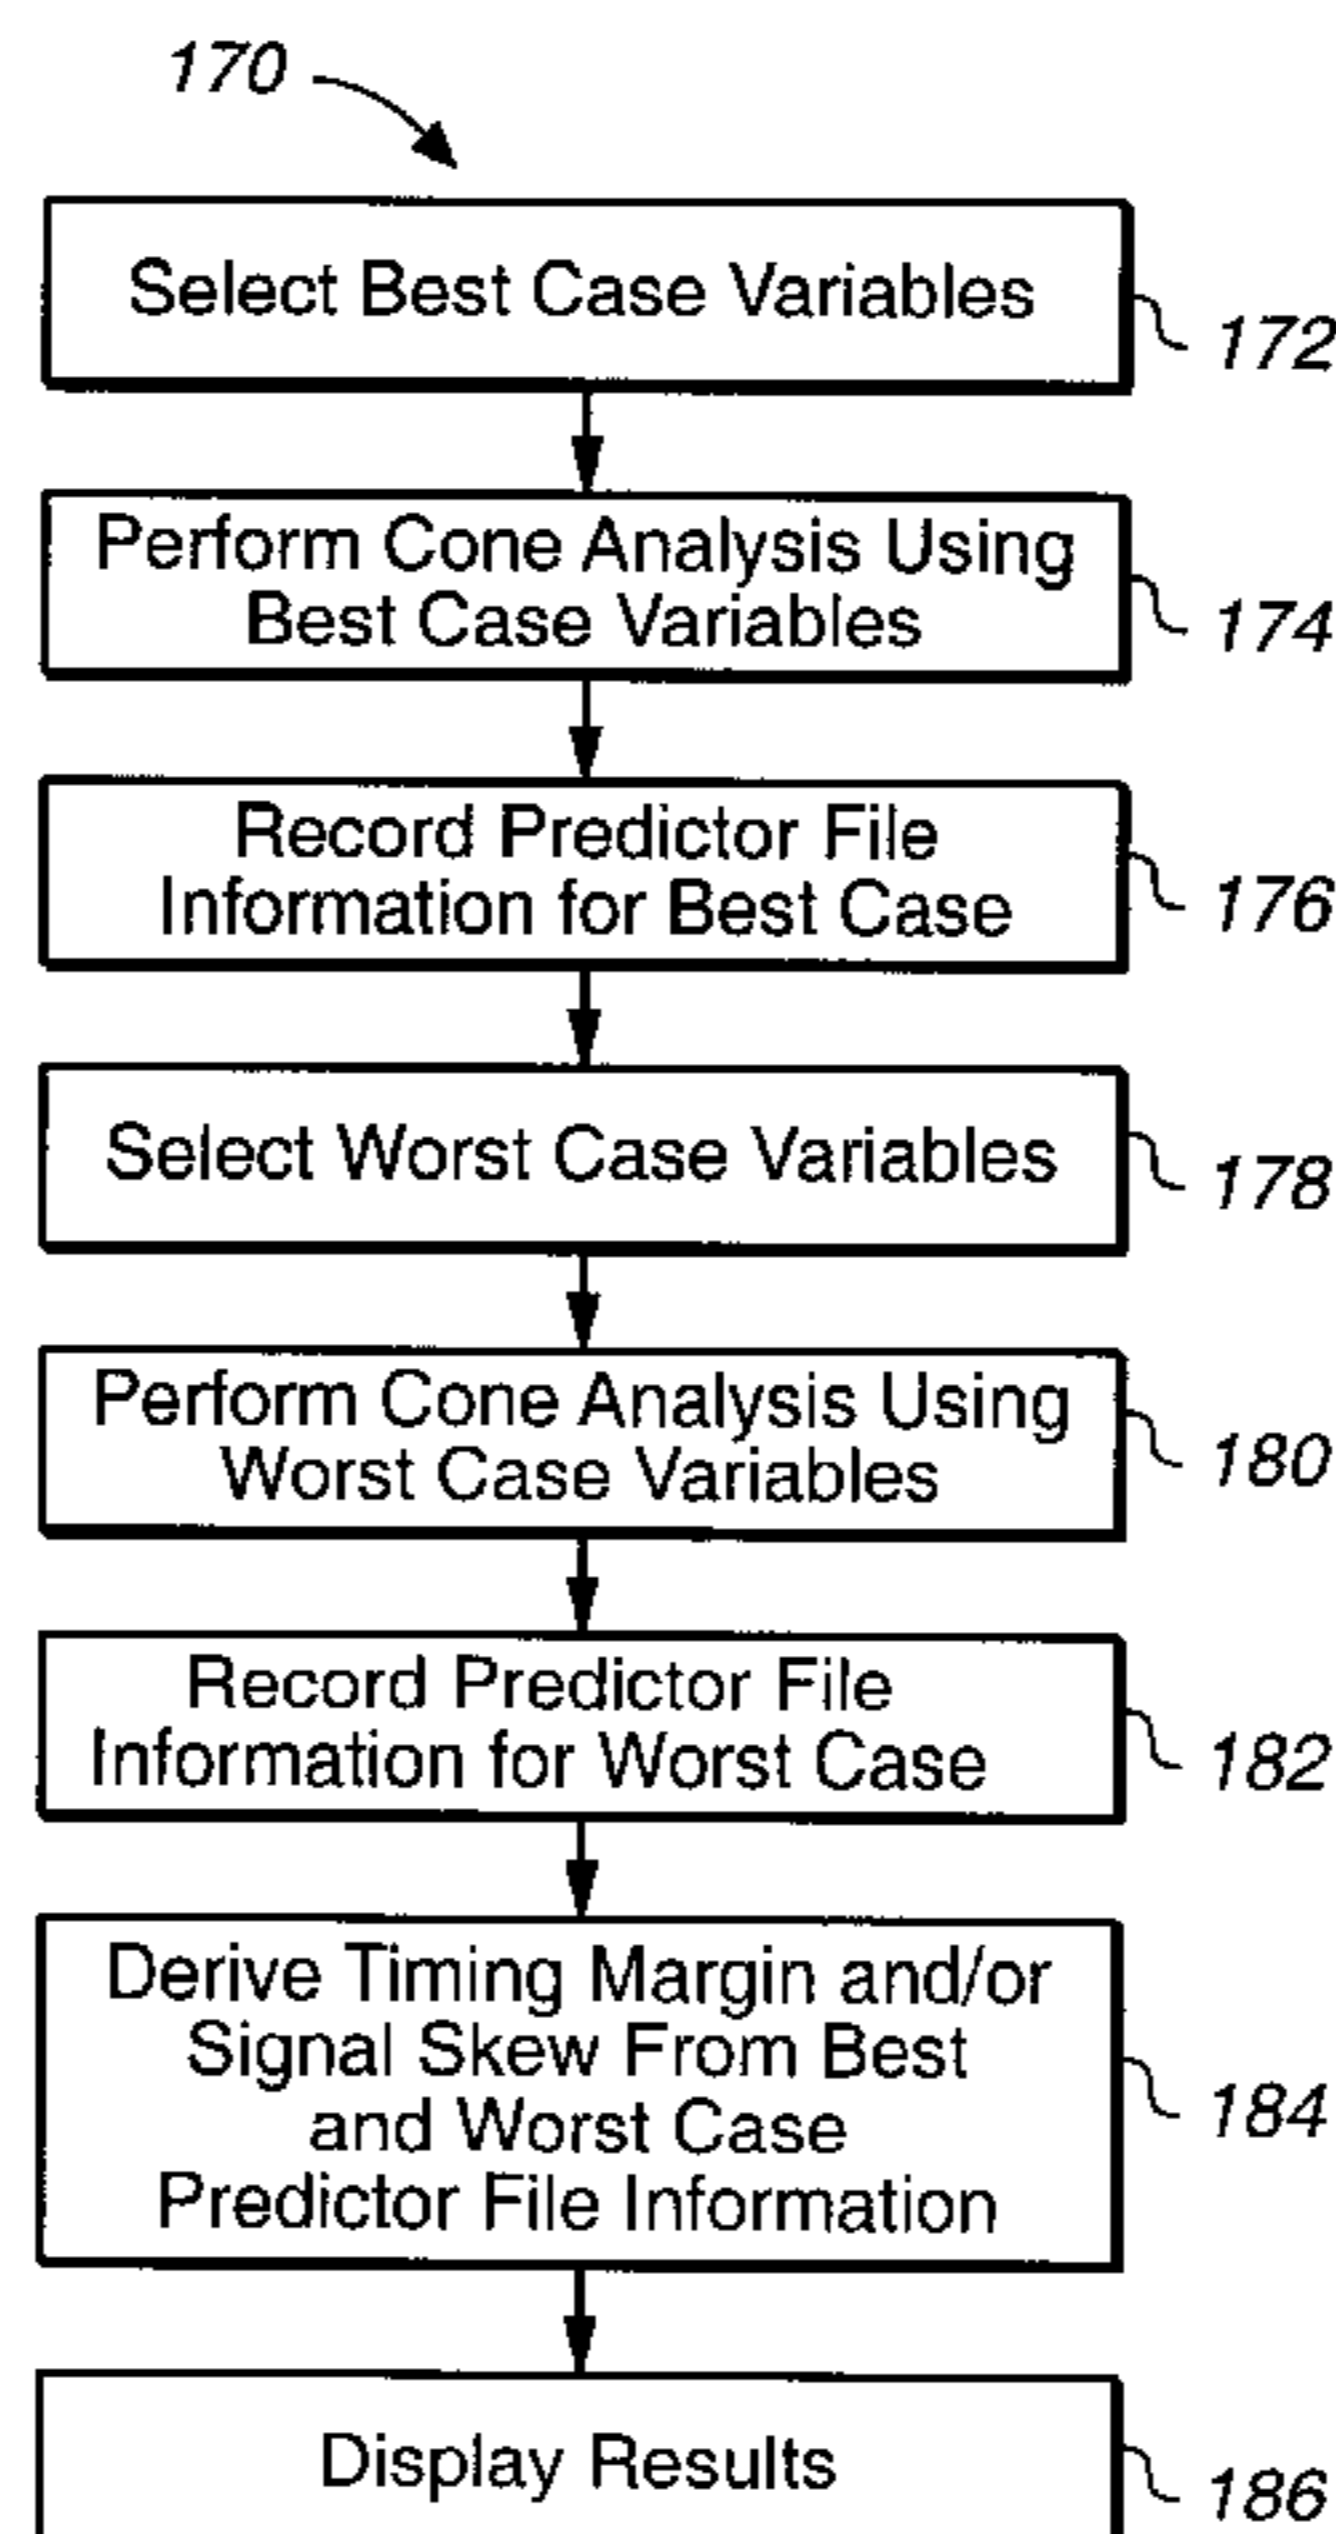 170
Select Best Case Variables
172
Perform Cone Analysis Using
Best Case Variables
174
Record Predictor File
Information for Best Case
176
Select Worst Case Variables
178
Perform Cone Analysis Using
Worst Case Variables
180
Record Predictor File
Information for Worst Case
182
Derive Timing Margin and/or
Signal Skew From Best
and Worst Case
Predictor File Information
184
Display Results
186